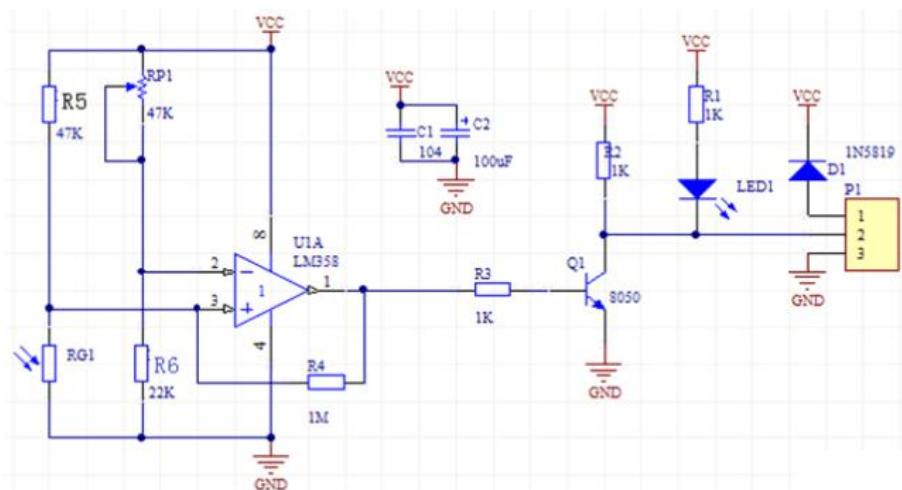 VCC
R5
47K
RP1
47K
VCC
C1
104
C2
100uF
GND
VCC
R2
1K
VCC
R1
1K
LED1
VCC
1N5819
D1
P1
1
2
3
GND
8
U1A
LM358
2
3
1
1
4
R3
1K
Q1
8050
GND
RG1
R6
22K
R4
1M
GND